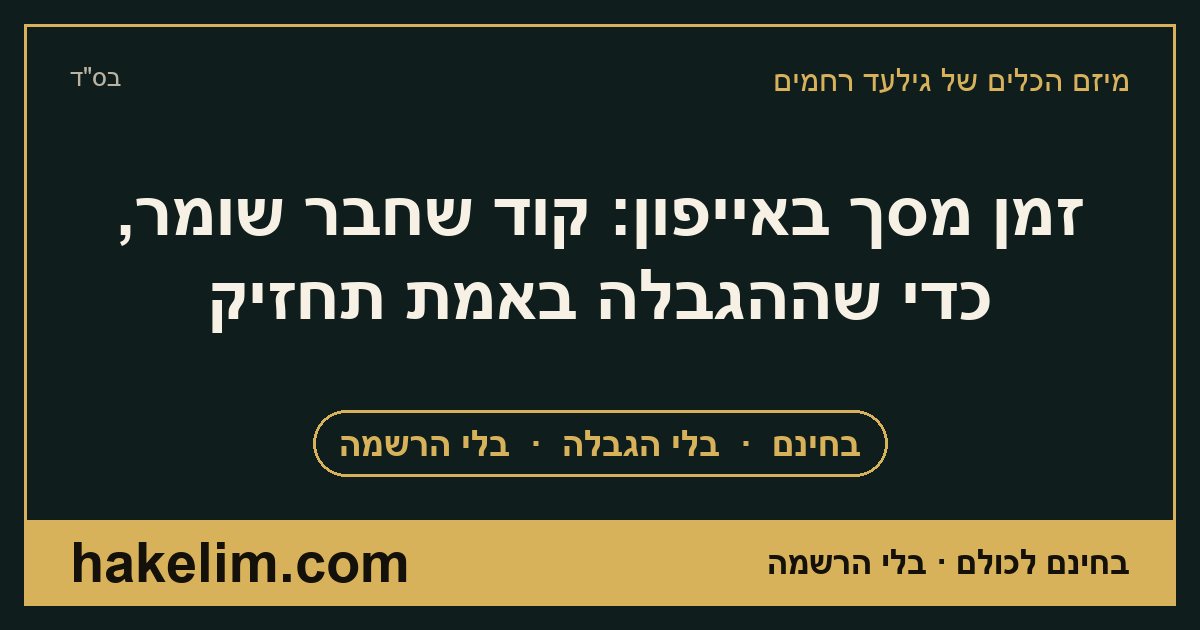 מיזם הכלים של גילעד רחמים
בס"ד
זמן מסך באייפון: קוד שחבר שומר,
כדי שההגבלה באמת תחזיק
בחינם · בלי הגבלה · בלי הרשמה
בחינם לכולם · בלי הרשמה
hakelim.com